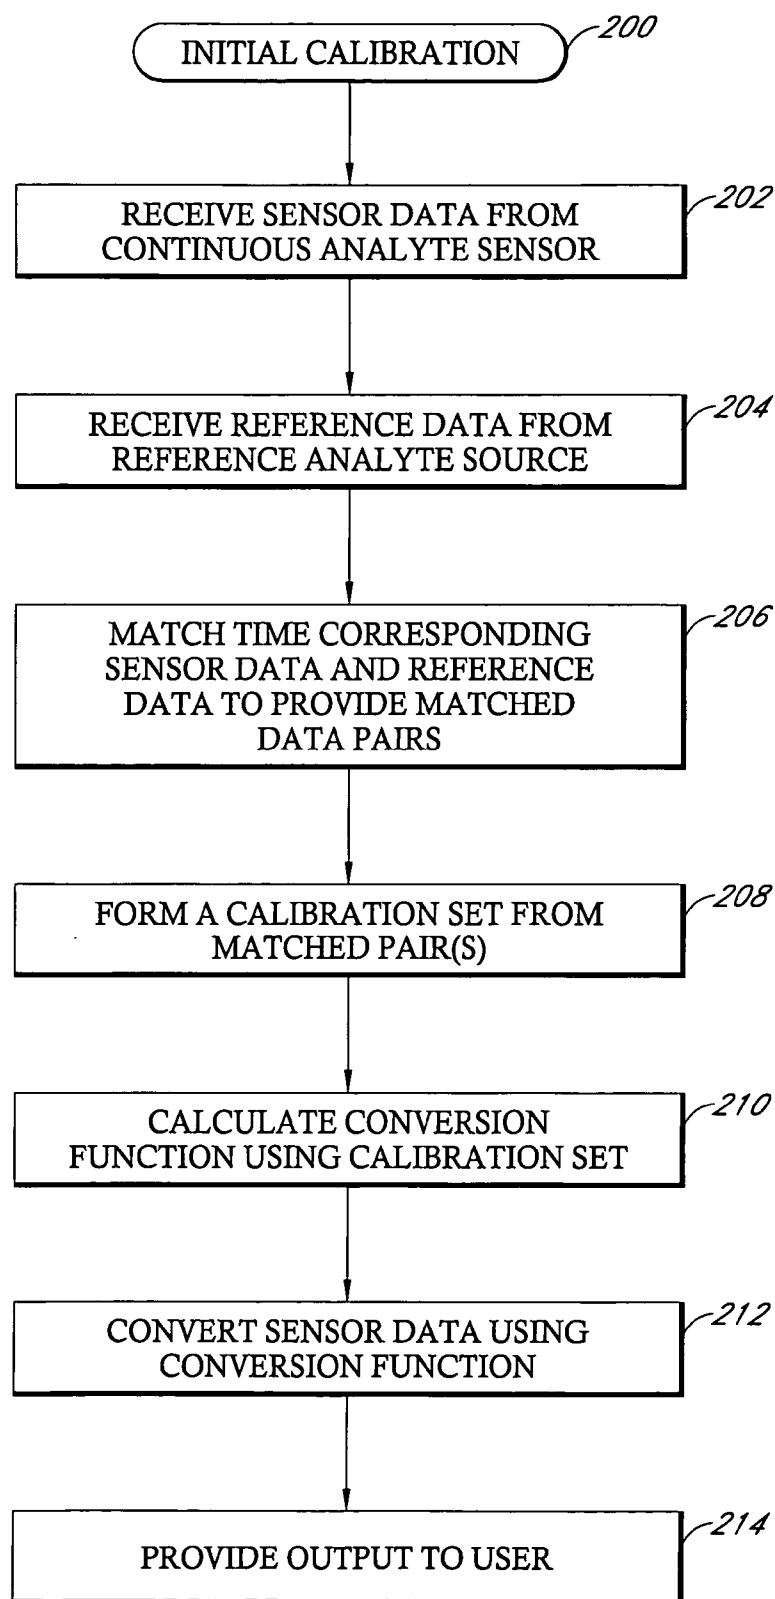 200
INITIAL CALIBRATION
202
RECEIVE SENSOR DATA FROM
CONTINUOUS ANALYTE SENSOR
204
RECEIVE REFERENCE DATA FROM
REFERENCE ANALYTE SOURCE
206
MATCH TIME CORRESPONDING
SENSOR DATA AND REFERENCE
DATA TO PROVIDE MATCHED
DATA PAIRS
208
FORM A CALIBRATION SET FROM
MATCHED PAIR(S)
210
CALCULATE CONVERSION
FUNCTION USING CALIBRATION SET
212
CONVERT SENSOR DATA USING
CONVERSION FUNCTION
214
PROVIDE OUTPUT TO USER